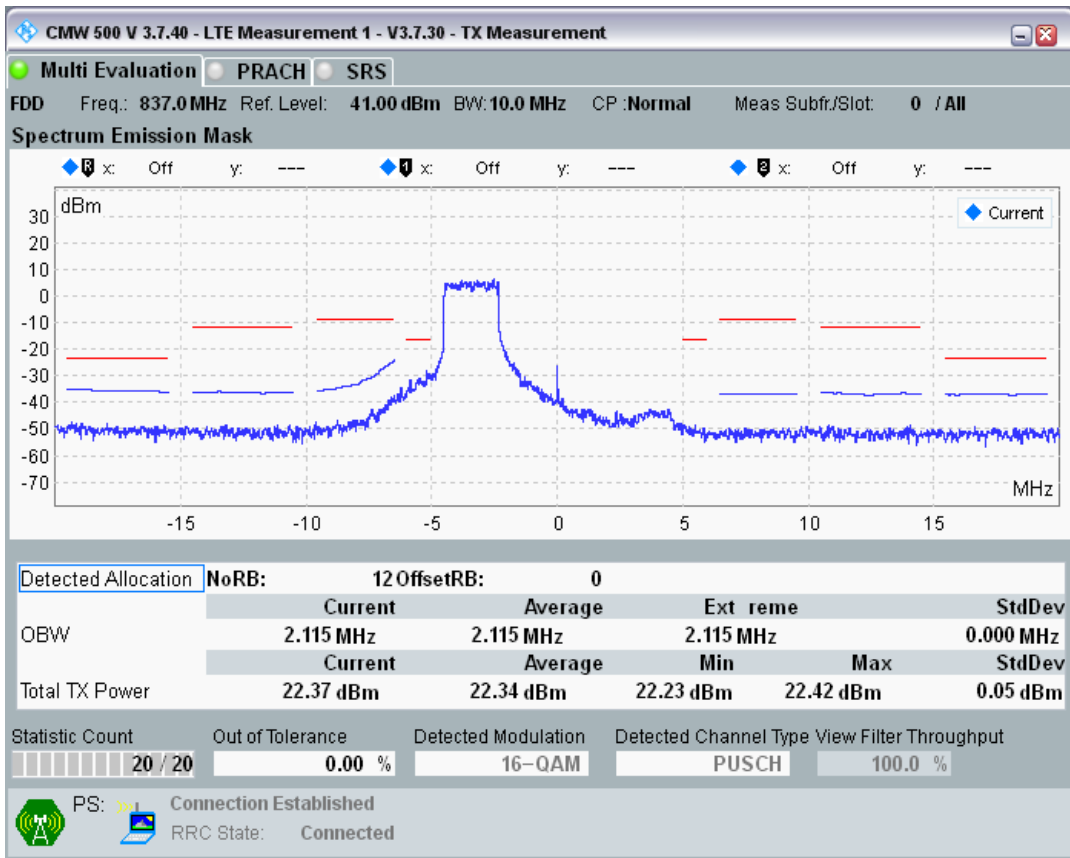 CMW 500 V 3.7.40 - LTE Measurement 1 - V3.7.30 - TX Measurement
Multi Evaluation PRACH SRS
FDD Freq.: 837.0 MHz Ref. Level: 41.00 dBm BW: 10.0 MHz CP :Normal Meas Subfr./Slot: 0 / All
Spectrum Emission Mask
R x: Off y: --- 1 x: Off y: --- 2 x: Off y: ---
dBm
Current
30
20
10
0
-10
-20
-30
-40
-50
-60
-70
MHz
-15 -10 -5 0 5 10 15
Detected Allocation NoRB: 12 OffsetRB: 0
Current Average Ext reme StdDev
OBW 2.115 MHz 2.115 MHz 2.115 MHz 0.000 MHz
Current Average Min Max StdDev
Total TX Power 22.37 dBm 22.34 dBm 22.23 dBm 22.42 dBm 0.05 dBm
Statistic Count Out of Tolerance Detected Modulation Detected Channel Type View Filter Throughput
20 / 20 0.00 % 16-QAM PUSCH 100.0 %
PS: Connection Established
RRC State: Connected